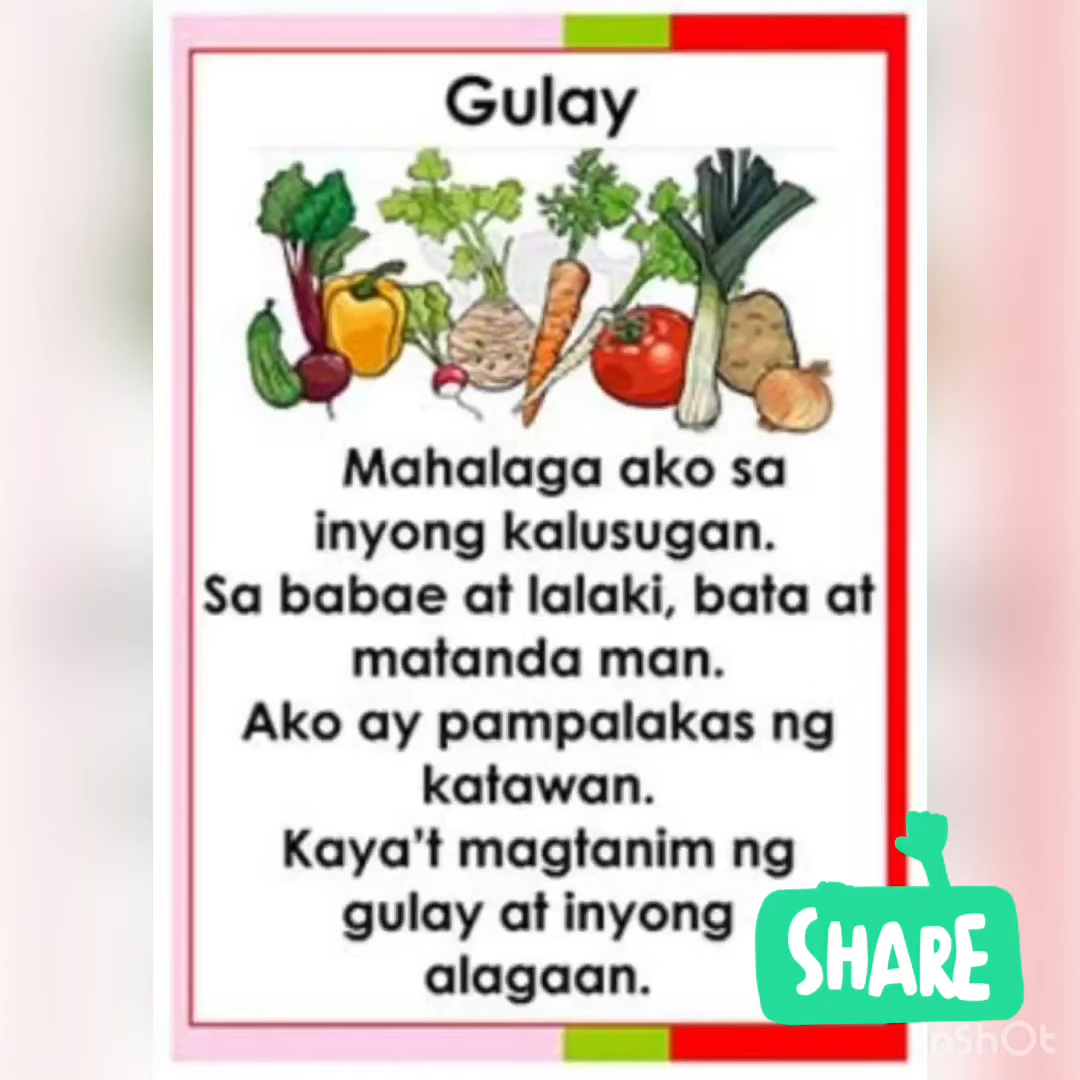 Gulay
Mahalaga ako sa
inyong kalusugan.
Sa babae at lalaki, bata at
matanda man.
Ako ay pampalakas ng
katawan.
Kaya't magtanim ng
gulay at inyong
alagaan.
SHARE
nShOt